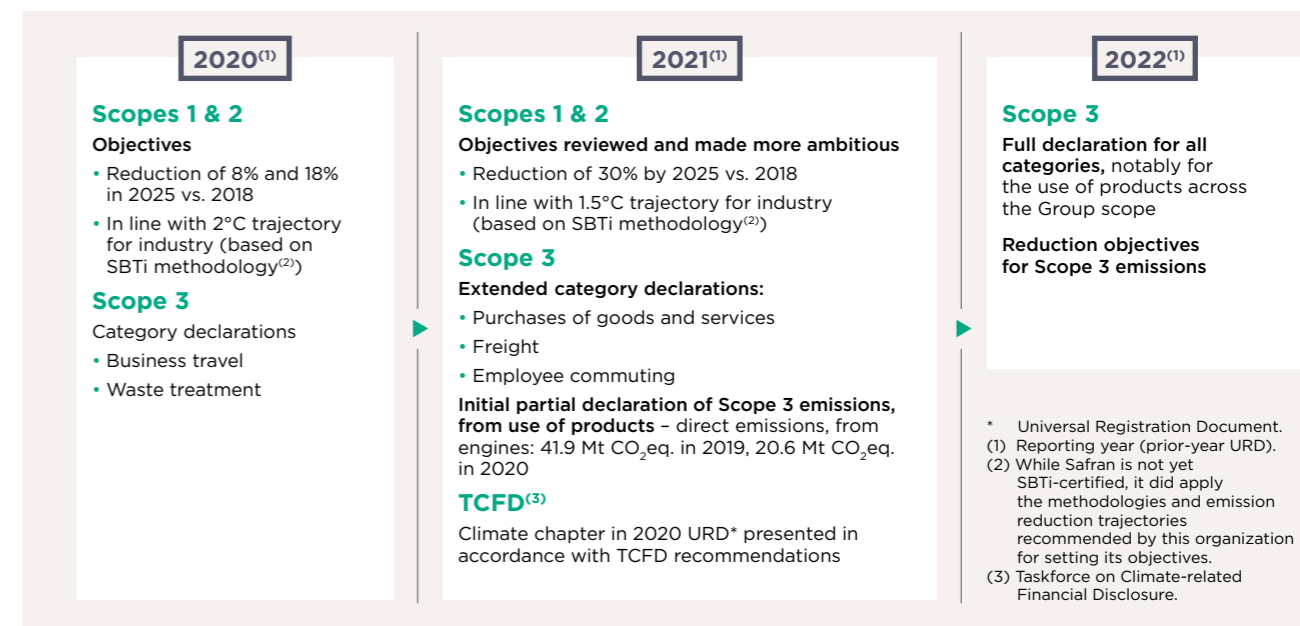 2020(1)
Scopes 1 & 2
Objectives
• Reduction of 8% and 18%
in 2025 vs. 2018
• In line with 2°C trajectory
for industry (based on
SBTi methodology(2))
Scope 3
Category declarations
• Business travel
• Waste treatment
2021(1)
Scopes 1 & 2
Objectives reviewed and made more ambitious
• Reduction of 30% by 2025 vs. 2018
• In line with 1.5°C trajectory for industry
(based on SBTi methodology(2))
Scope 3
Extended category declarations:
• Purchases of goods and services
• Freight
• Employee commuting
Initial partial declaration of Scope 3 emissions,
from use of products – direct emissions, from
engines: 41.9 Mt CO2eq. in 2019, 20.6 Mt CO2eq.
in 2020
TCFD(3)
Climate chapter in 2020 URD* presented in
accordance with TCFD recommendations
2022(1)
Scope 3
Full declaration for all
categories, notably for
the use of products across
the Group scope
Reduction objectives
for Scope 3 emissions
* Universal Registration Document.
(1) Reporting year (prior-year URD).
(2) While Safran is not yet
SBTi-certified, it did apply
the methodologies and emission
reduction trajectories
recommended by this organization
for setting its objectives.
(3) Taskforce on Climate-related
Financial Disclosure.